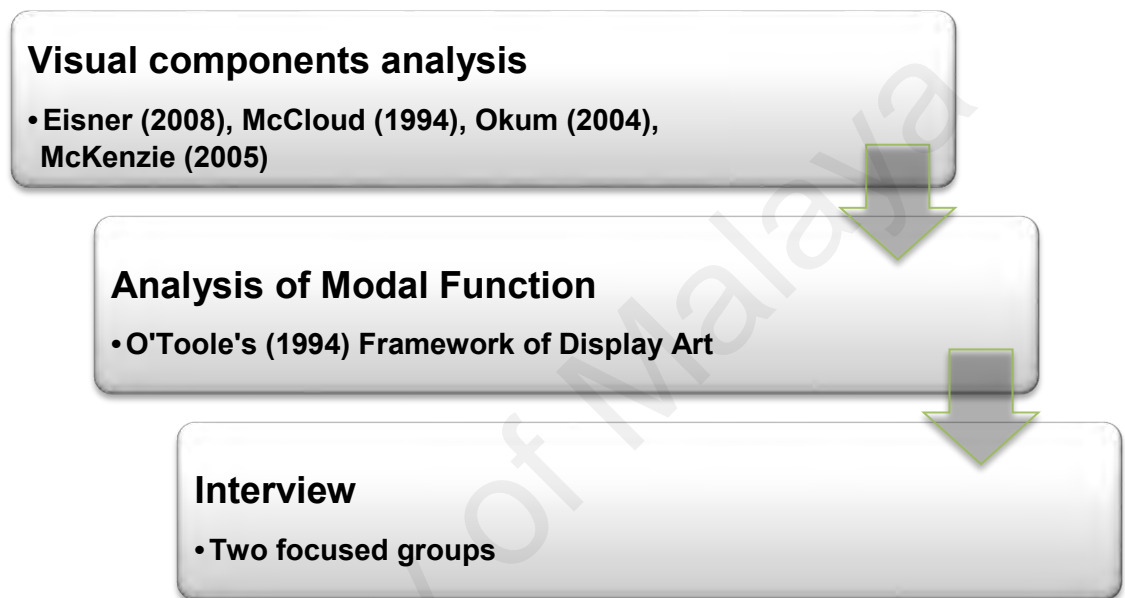 Visual components analysis
• Eisner (2008), McCloud (1994), Okum (2004),
McKenzie (2005)
Analysis of Modal Function
• O'Toole's (1994) Framework of Display Art
Interview
• Two focused groups
of Malaya